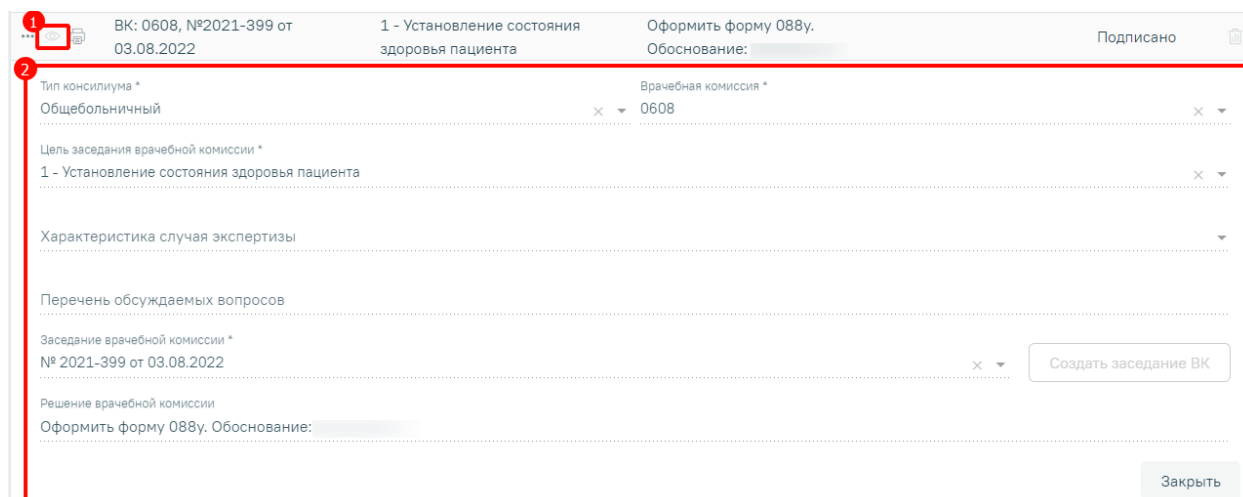 1
ВК: 0608, №2021-399 от 1 - Установление состояния Оформить форму 088у.
03.08.2022 здоровья пациента Обоснование:
Подписано
2
Тип консилиума * Врачебная комиссия *
Общебольничный 0608
Цель заседания врачебной комиссии *
1 - Установление состояния здоровья пациента
Характеристика случая экспертизы
Перечень обсуждаемых вопросов
Заседание врачебной комиссии *
№ 2021-399 от 03.08.2022 Создать заседание ВК
Решение врачебной комиссии
Оформить форму 088у. Обоснование:
Закрыть